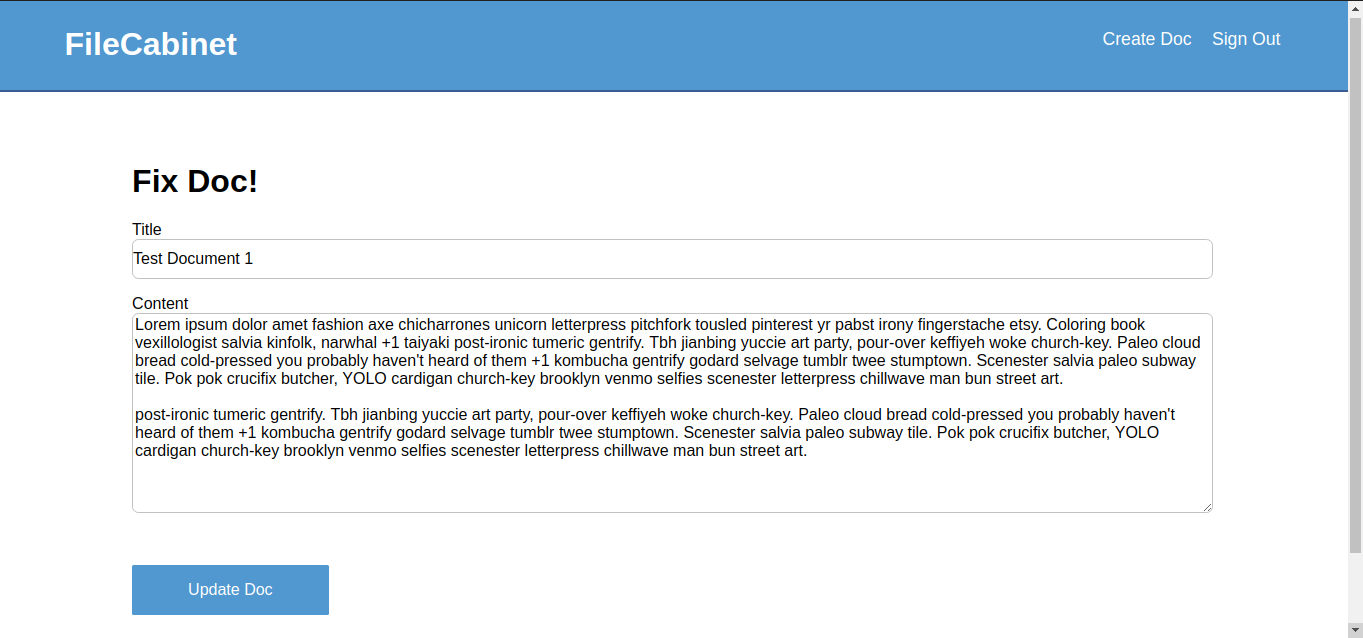 FileCabinet
Create Doc
Sign Out
Fix Doc!
Title
Test Document 1
Content
Lorem ipsum dolor amet fashion axe chicharrones unicorn letterpress pitchfork tousled pinterest yr pabst irony fingerstache etsy. Coloring book
vexillologist salvia kinfolk, narwhal +1 taiyaki post-ironic tumeric gentrify. Tbh jianbing yuccie art party, pour-over keffiyeh woke church-key. Paleo cloud
bread cold-pressed you probably haven't heard of them +1 kombucha gentrify godard selvage tumblr twee stumptown. Scenester salvia paleo subway
tile. Pok pok crucifix butcher, YOLO cardigan church-key brooklyn venmo selfies scenester letterpress chillwave man bun street art.
post-ironic tumeric gentrify. Tbh jianbing yuccie art party, pour-over keffiyeh woke church-key. Paleo cloud bread cold-pressed you probably haven't
heard of them +1 kombucha gentrify godard selvage tumblr twee stumptown. Scenester salvia paleo subway tile. Pok pok crucifix butcher, YOLO
cardigan church-key brooklyn venmo selfies scenester letterpress chillwave man bun street art.
Update Doc